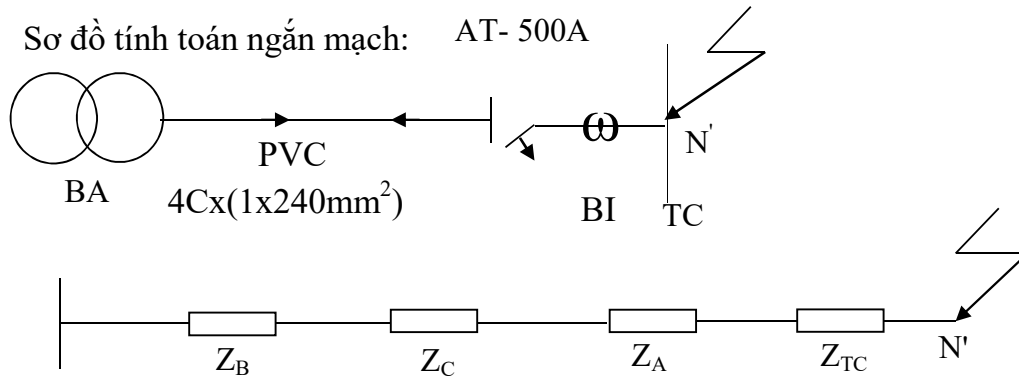 Sơ đồ tính toán ngắn mạch: AT- 500A
BA
PVC
4Cx(1x240mm²)
BI
TC
N'
Z_B
Z_C
Z_A
Z_TC
N'